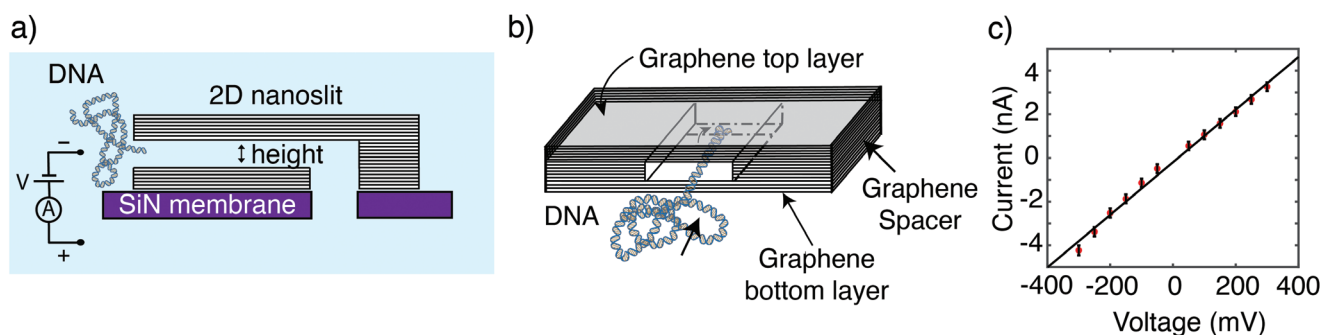 a)
DNA
2D nanoslit
height
−
V
A
+
SiN membrane
b)
Graphene top layer
DNA
Graphene
Spacer
Graphene
bottom layer
c)
Current (nA)
4
2
0
-2
-4
-400 -200 0 200 400
Voltage (mV)